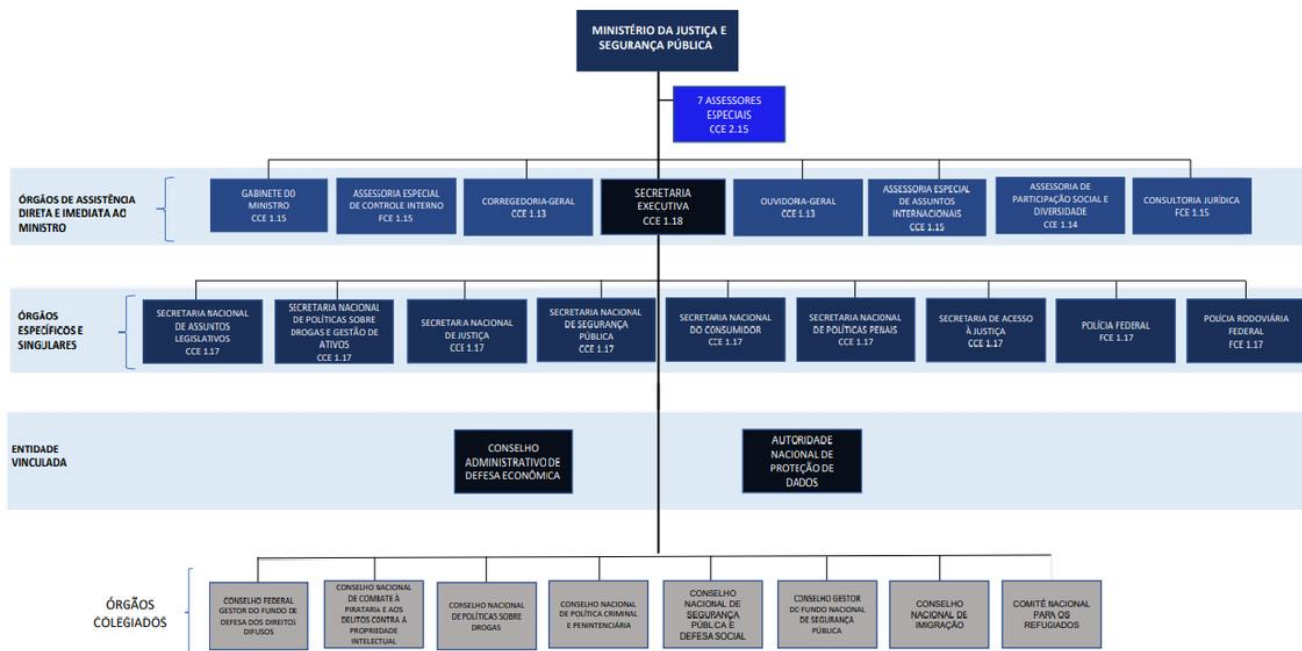 MINISTÉRIO DA JUSTIÇA E
SEGURANÇA PÚBLICA
7 ASSESSORES
ESPECIAIS
CCE 2.15
ÓRGÃOS DE ASSISTÊNCIA
DIRETA E IMEDIATA AO
MINISTRO
GABINETE DO
MINISTRO
CCE 1.15
ASSESSORIA ESPECIAL
DE CONTROLE INTERNO
FCE 1.15
CORREGEDORIA-GERAL
CCE 1.13
SECRETARIA
EXECUTIVA
CCE 1.18
OUVIDORIA-GERAL
CCE 1.13
ASSESSORIA ESPECIAL
DE ASSUNTOS
INTERNACIONAIS
CCE 1.15
ASSESSORIA DE
PARTICIPAÇÃO SOCIAL E
DIVERSIDADE
CCE 1.14
CONSULTORIA JURÍDICA
FCE 1.15
ÓRGÃOS
ESPECÍFICOS E
SINGULARES
SECRETARIA NACIONAL
DE ASSUNTOS
LEGISLATIVOS
CCE 1.17
SECRETARIA NACIONAL
DE POLÍTICAS SOBRE
DROGAS E GESTÃO DE
ATIVOS
CCE 1.17
SECRETARIA NACIONAL
DE JUSTIÇA
CCE 1.17
SECRETARIA NACIONAL
DE SEGURANÇA
PÚBLICA
CCE 1.17
SECRETARIA NACIONAL
DO CONSUMIDOR
CCE 1.17
SECRETARIA NACIONAL
DE POLÍTICAS PENAIS
CCE 1.17
SECRETARIA DE ACESSO
À JUSTIÇA
CCE 1.17
POLÍCIA FEDERAL
FCE 1.17
POLÍCIA RODOVIÁRIA
FEDERAL
FCE 1.17
ENTIDADE
VINCULADA
CONSELHO
ADMINISTRATIVO DE
DEFESA ECONÔMICA
AUTORIDADE
NACIONAL DE
PROTEÇÃO DE
DADOS
ÓRGÃOS
COLEGIADOS
CONSELHO FEDERAL
GESTOR DO FUNDO DE
DEFESA DOS DIREITOS
DIFUSOS
CONSELHO NACIONAL
DE COMBATE À
PIRATARIA E AOS
DELITOS CONTRA A
PROPRIEDADE
INTELECTUAL
CONSELHO NACIONAL
DE POLÍTICAS SOBRE
DROGAS
CONSELHO NACIONAL
DE POLÍTICA CRIMINAL
E PENINTENCIÁRIA
CONSELHO
NACIONAL DE
SEGURANÇA
PÚBLICA E
DEFESA SOCIAL
CONSELHO GESTOR
DO FUNDO NACIONAL
DE SEGURANÇA
PÚBLICA
CONSELHO
NACIONAL DE
IMIGRAÇÃO
COMITÊ NACIONAL
PARA OS
REFUGIADOS